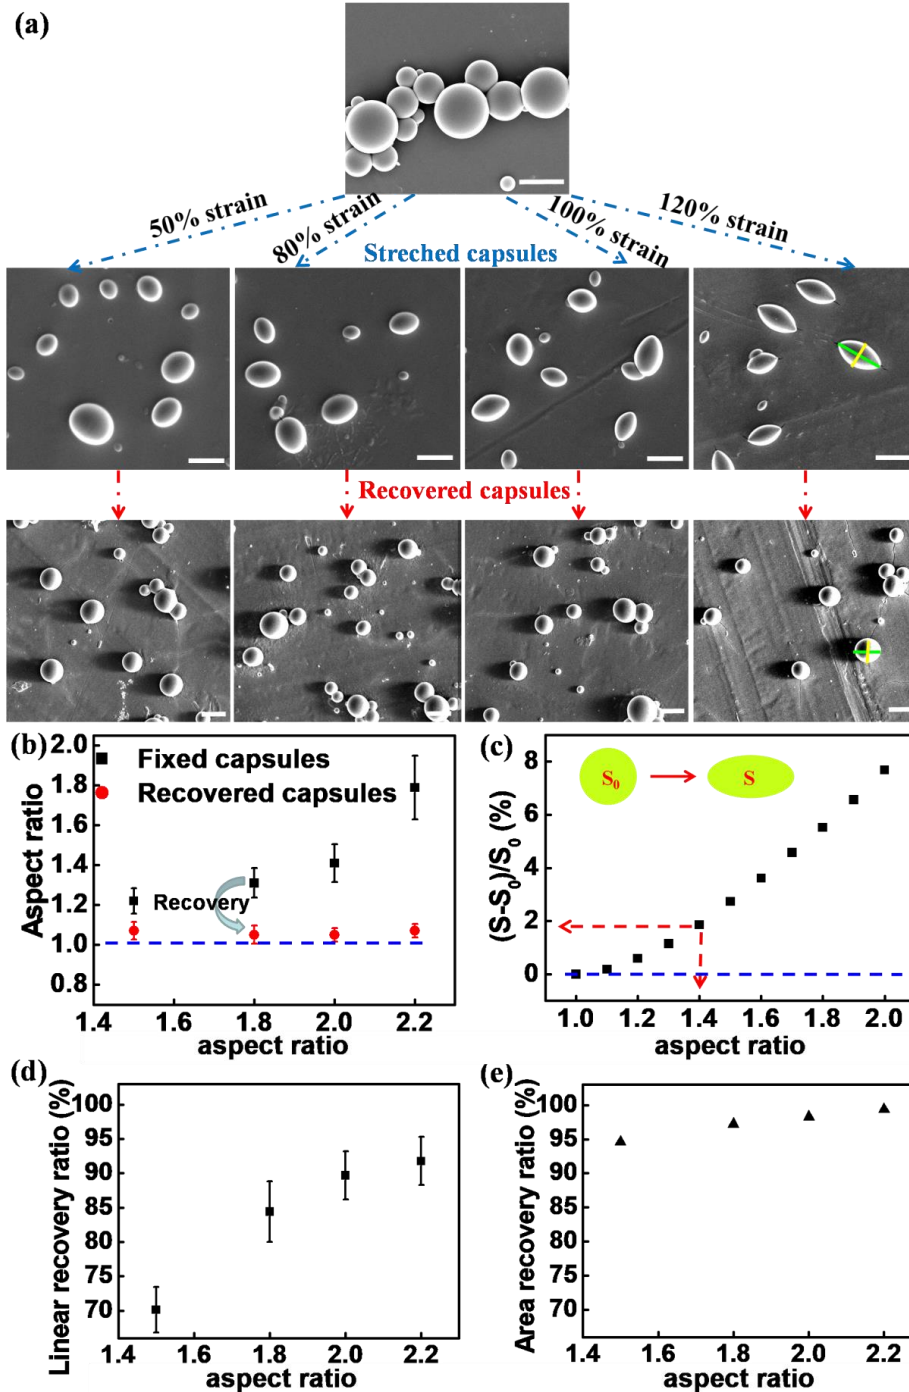 (a)
50% strain
80% strain
100% strain
120% strain
Streched capsules
Recovered capsules
(b)
Fixed capsules
Recovered capsules
Recovery
Aspect ratio
2.0
1.8
1.6
1.4
1.2
1.0
0.8
1.4 1.6 1.8 2.0 2.2
aspect ratio
(c)
S₀
S
(S-S₀)/S₀ (%)
8
6
4
2
0
1.0 1.2 1.4 1.6 1.8 2.0
aspect ratio
(d)
Linear recovery ratio (%)
100
95
90
85
80
75
70
1.4 1.6 1.8 2.0 2.2
aspect ratio
(e)
Area recovery ratio (%)
100
95
90
85
80
75
70
1.4 1.6 1.8 2.0 2.2
aspect ratio